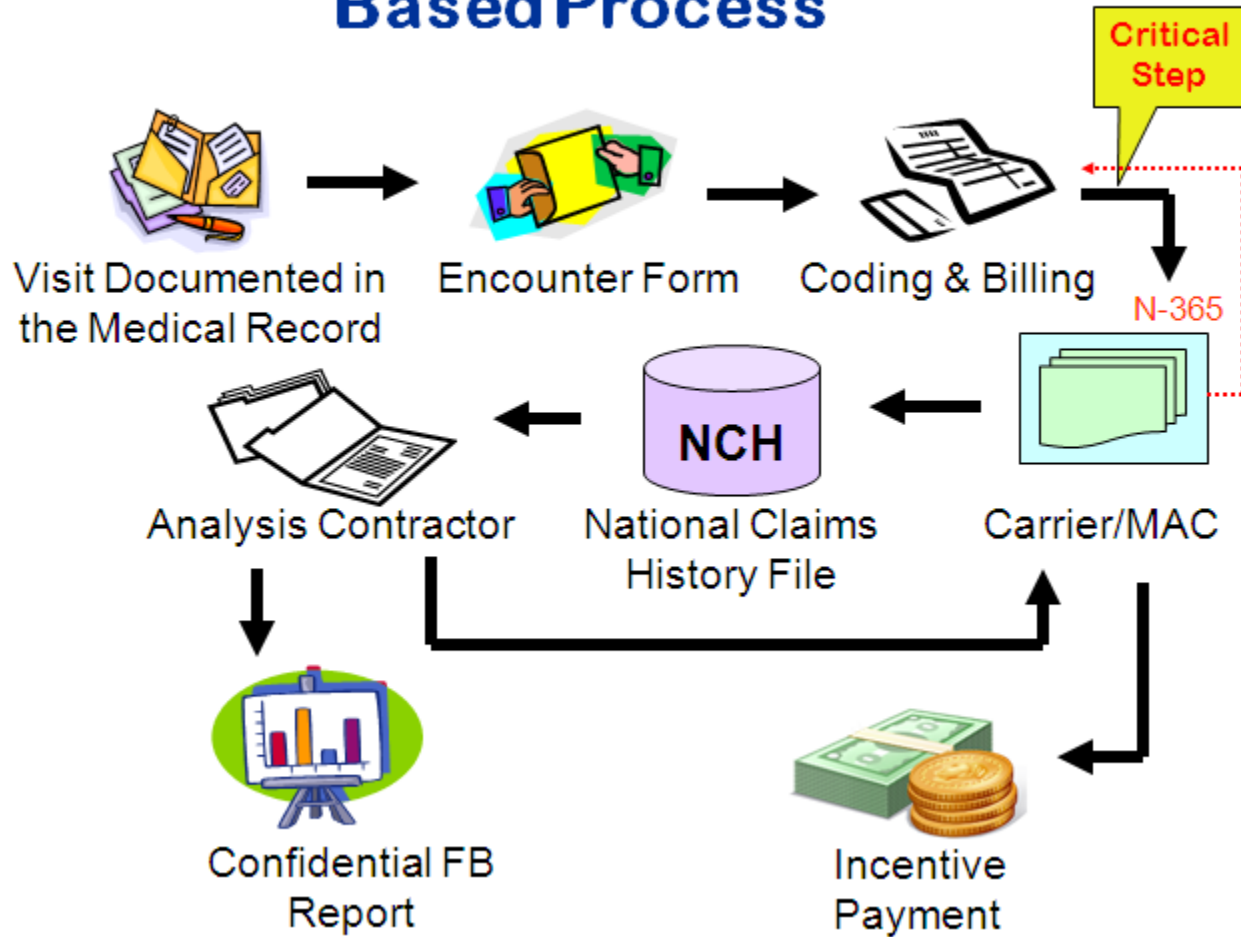 Based Process
Critical
Step
Visit Documented in
the Medical Record
Encounter Form
Coding & Billing
N-365
Analysis Contractor
NCH
National Claims
History File
Carrier/MAC
Confidential FB
Report
Incentive
Payment